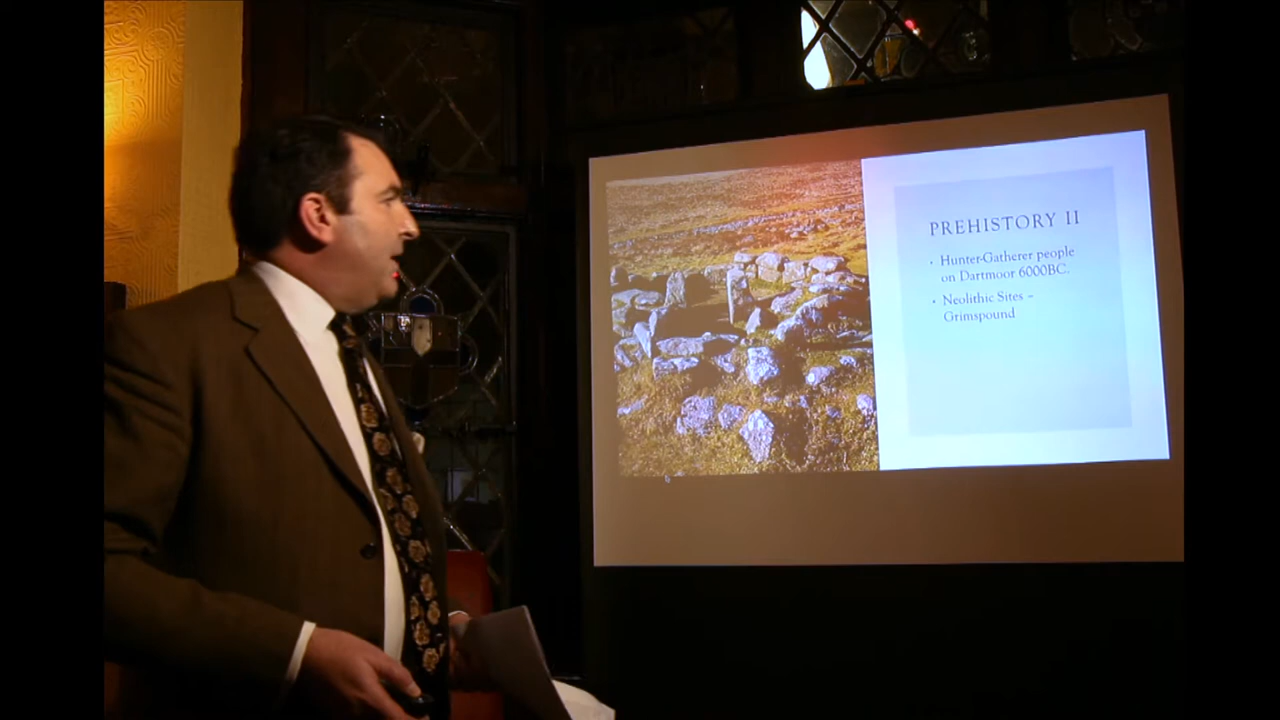 PREHISTORY II
• Hunter-Gatherer people
on Dartmoor 6000BC.
• Neolithic Sites –
Grimspound